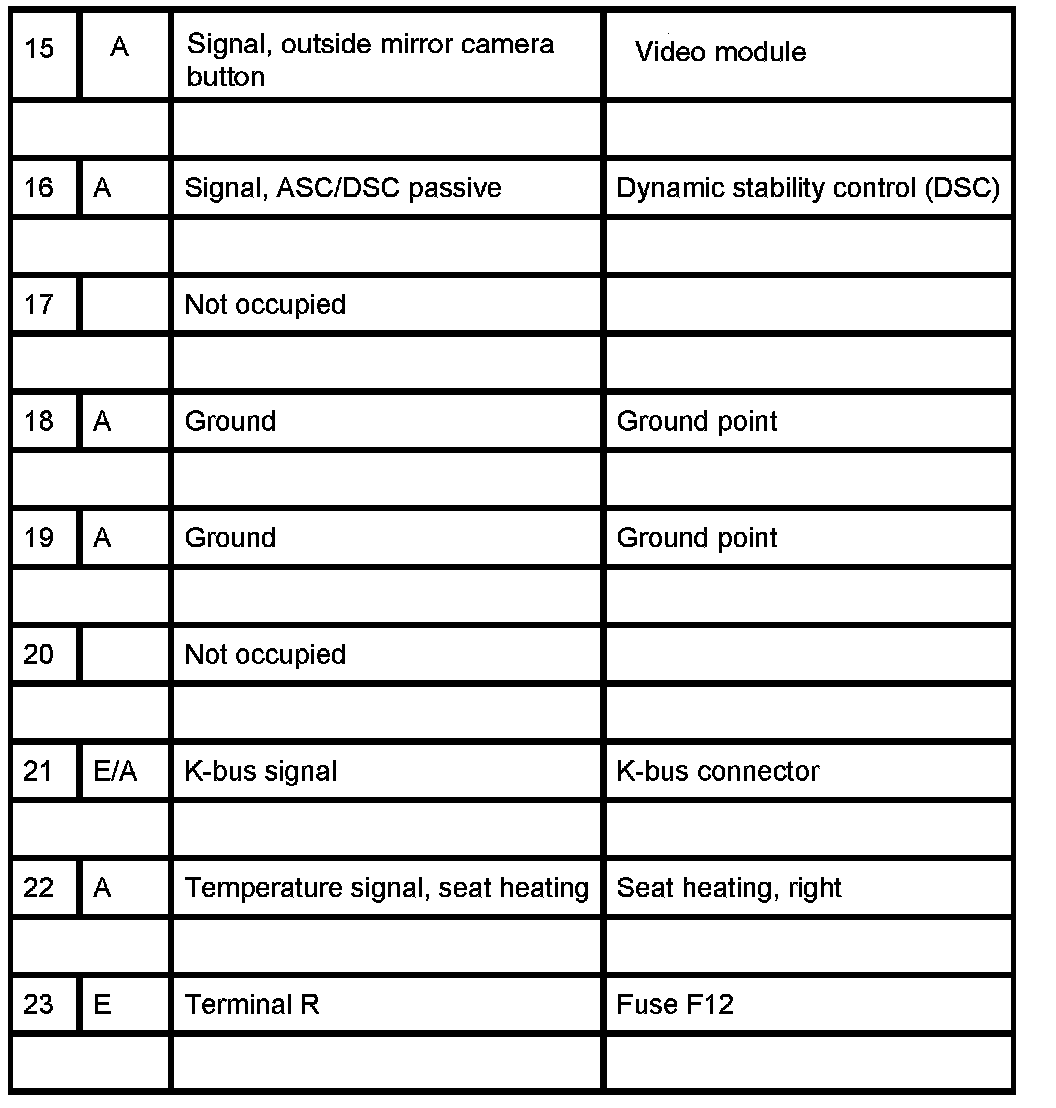 15 A Signal, outside mirror camera Video module
button
16 A Signal, ASC/DSC passive Dynamic stability control (DSC)
17 Not occupied
18 A Ground Ground point
19 A Ground Ground point
20 Not occupied
21 E/A K-bus signal K-bus connector
22 A Temperature signal, seat heating Seat heating, right
23 E Terminal R Fuse F12